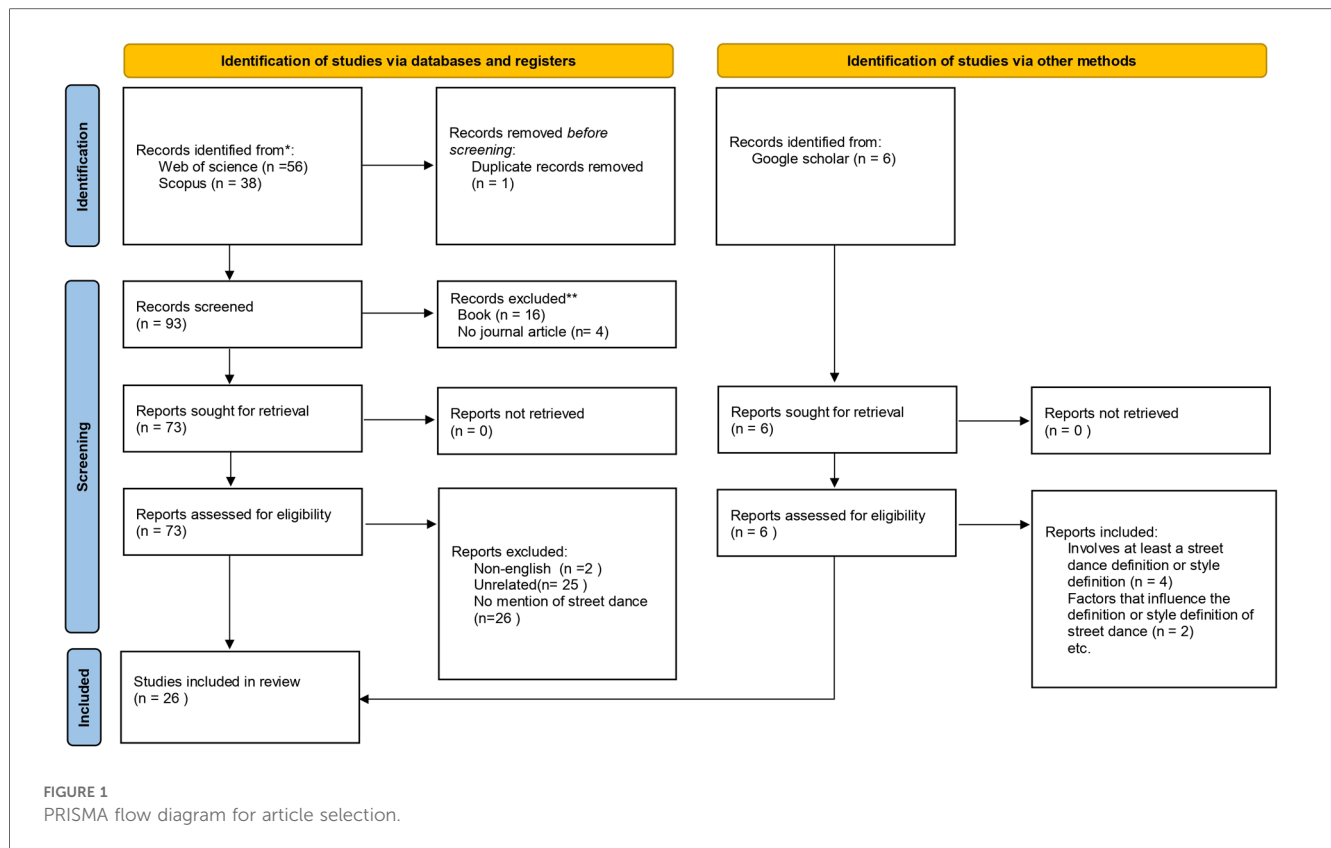 Identification of studies via databases and registers
Identification of studies via other methods
Identification
Records identified from*:
Web of science (n =56)
Scopus (n = 38)
Records removed before
screening:
Duplicate records removed
(n = 1)
Records identified from:
Google scholar (n = 6)
Screening
Records screened
(n = 93)
Records excluded**
Book (n = 16)
No journal article (n= 4)
Reports sought for retrieval
(n = 73)
Reports not retrieved
(n = 0)
Reports sought for retrieval
(n = 6)
Reports not retrieved
(n = 0 )
Reports assessed for eligibility
(n = 73)
Reports excluded:
Non-english (n =2 )
Unrelated(n= 25 )
No mention of street dance
(n=26 )
Reports assessed for eligibility
(n = 6 )
Reports included:
Involves at least a street
dance definition or style
definition (n = 4)
Factors that influence the
definition or style definition of
street dance (n = 2)
etc.
Included
Studies included in review
(n = 26 )
FIGURE 1
PRISMA flow diagram for article selection.